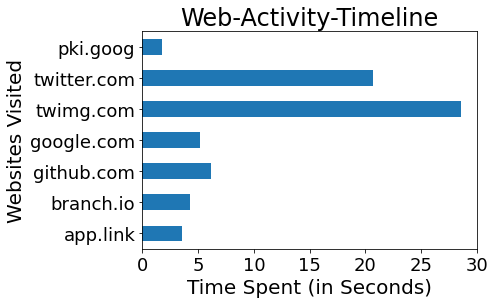 Web-Activity-Timeline
Websites Visited
pki.goog
twitter.com
twimg.com
google.com
github.com
branch.io
app.link
0 5 10 15 20 25 30
Time Spent (in Seconds)